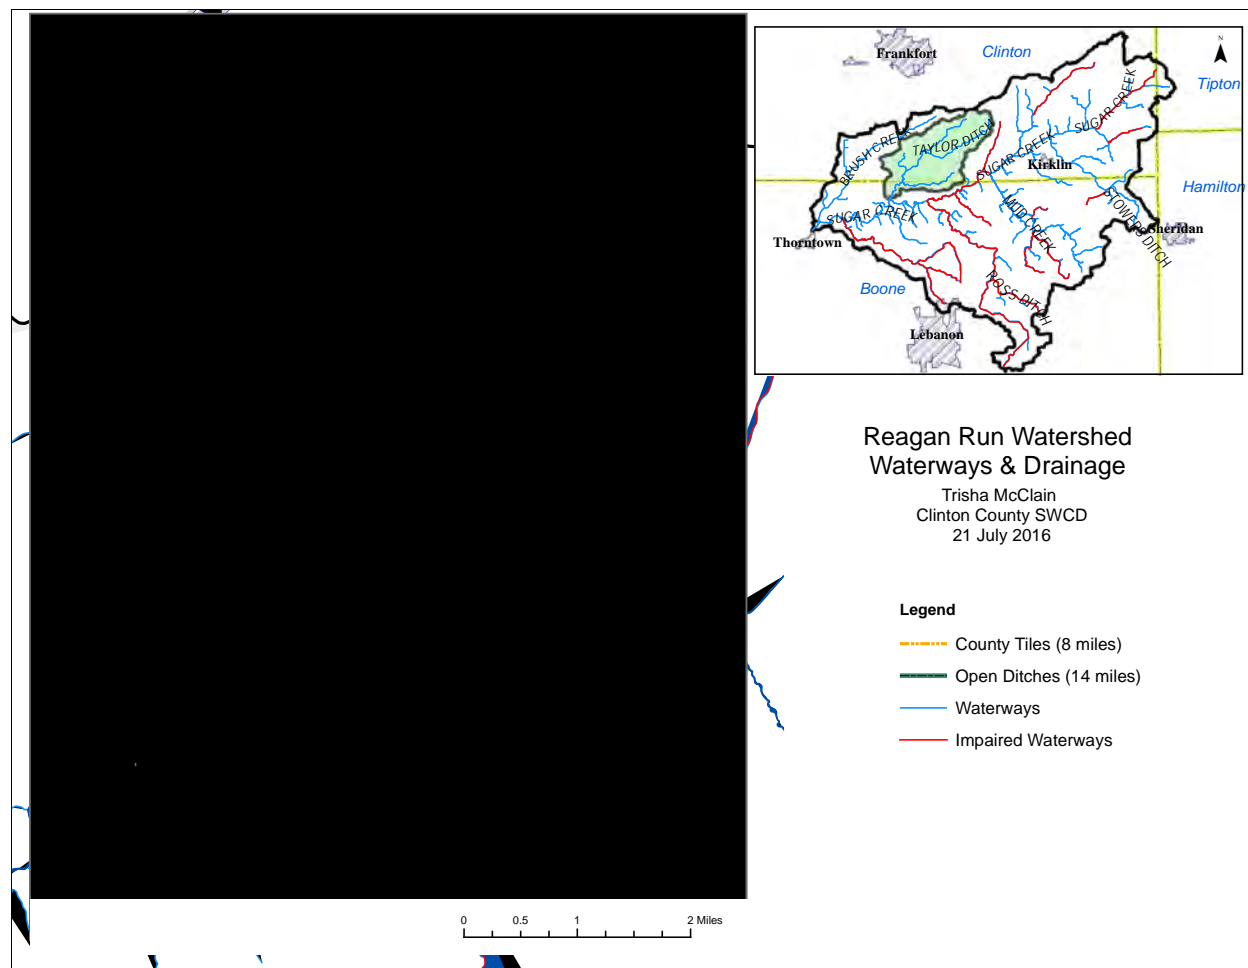 N
Frankfort
Clinton
Tipton
BRUSH CREEK
TAYLOR DITCH
SUGAR CREEK
SUGAR CREEK
Kirklin
Hamilton
SUGAR CREEK
MUD CREEK
STOWERS DITCH
Sheridan
Thorntown
Boone
ROSS DITCH
Lebanon
Reagan Run Watershed
Waterways & Drainage
Trisha McClain
Clinton County SWCD
21 July 2016
Legend
County Tiles (8 miles)
Open Ditches (14 miles)
Waterways
Impaired Waterways
0 0.5 1 2 Miles